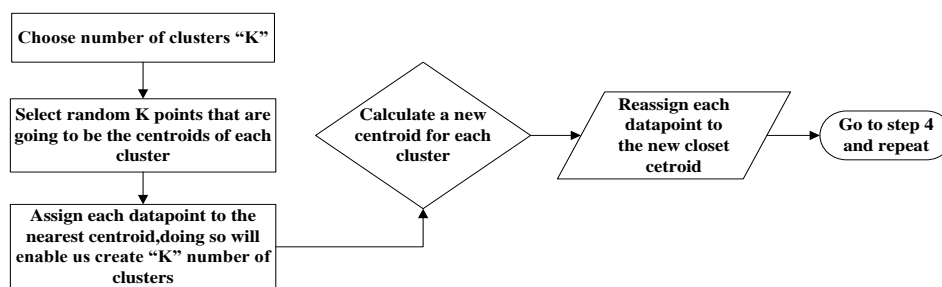 Choose number of clusters “K”
Select random K points that are
going to be the centroids of each
cluster
Assign each datapoint to the
nearest centroid,doing so will
enable us create “K” number of
clusters
Calculate a new
centroid for each
cluster
Reassign each
datapoint to
the new closet
cetroid
Go to step 4
and repeat